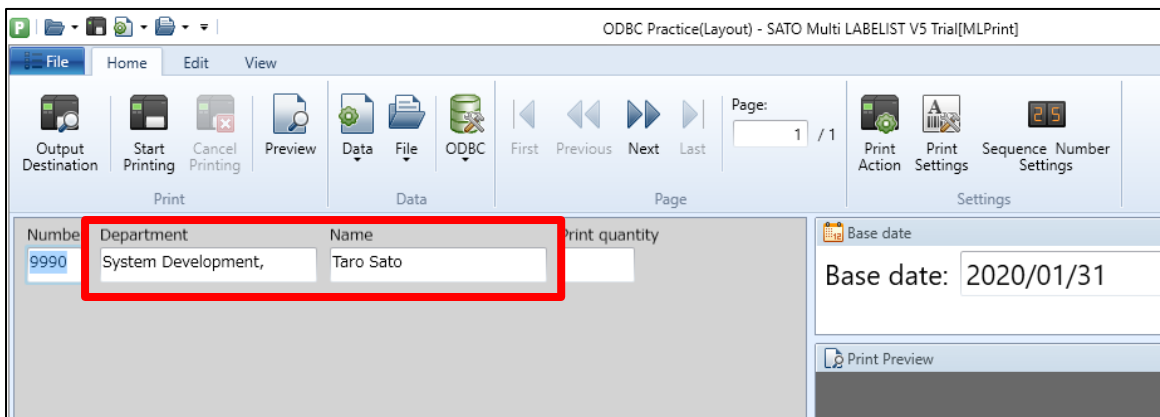 ODBC Practice(Layout) - SATO Multi LABELIST V5 Trial[MLPrint]
File Home Edit View
Output Destination
Start Printing
Cancel Printing
Preview
Data
File
ODBC
First
Previous
Next
Last
Page:
1 / 1
Print Action
Print Settings
Sequence Number Settings
Print
Data
Page
Settings
Numbe Department Name Print quantity
9990 System Development, Taro Sato
Base date
Base date: 2020/01/31
Print Preview